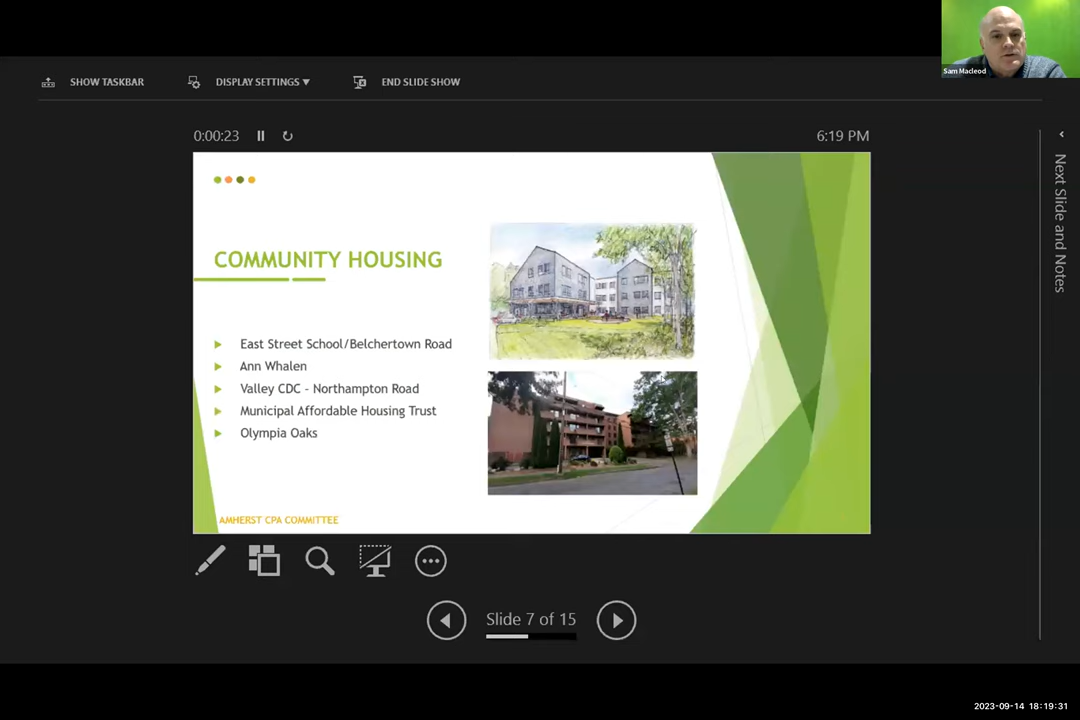 Sam Macleod
SHOW TASKBAR
DISPLAY SETTINGS ▼
END SLIDE SHOW
0:00:23
6:19 PM
Next Slide and Notes
COMMUNITY HOUSING
East Street School/Belchertown Road
Ann Whalen
Valley CDC - Northampton Road
Municipal Affordable Housing Trust
Olympia Oaks
AMHERST CPA COMMITTEE
Slide 7 of 15
2023-09-14 18:19:31